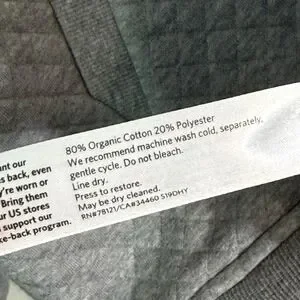 ant our
s back, even
y're worn or
Bring them
ur US stores
support our
ke-back program.
80% Organic Cotton 20% Polyester
We recommend machine wash cold, separately,
gentle cycle. Do not bleach.
Line dry.
Press to restore.
May be dry cleaned.
RN#78121/CA#34460 S19DHY